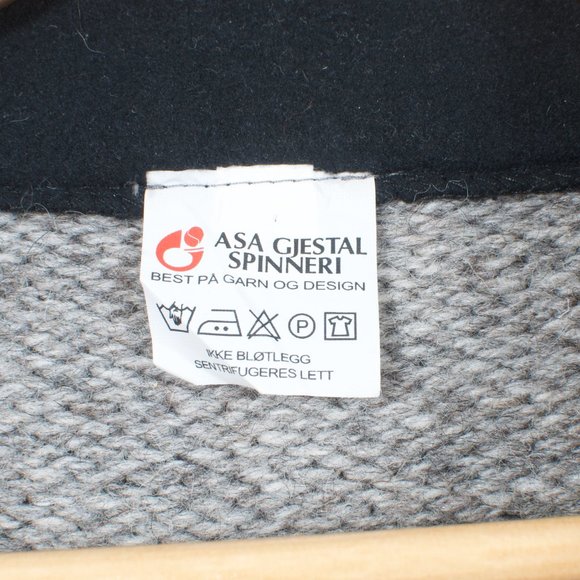 ASA GJESTAL
SPINNERI
BEST PÅ GARN OG DESIGN
P
IKKE BLØTLEGG
SENTRIFUGERES LETT